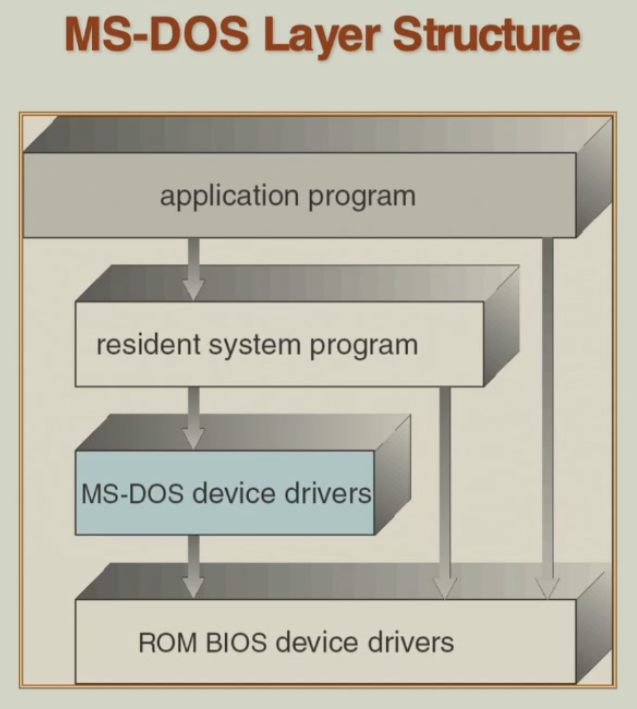 MS-DOS Layer Structure
application program
resident system program
MS-DOS device drivers
ROM BIOS device drivers